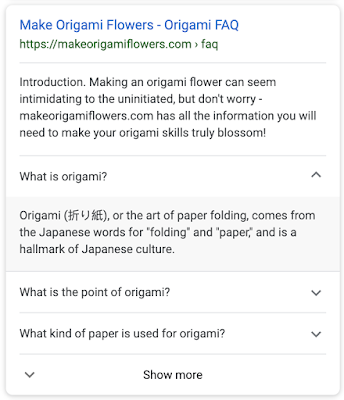 Make Origami Flowers - Origami FAQ
https://makeorigamiflowers.com › faq
Introduction. Making an origami flower can seem
intimidating to the uninitiated, but don't worry -
makeorigamiflowers.com has all the information you will
need to make your origami skills truly blossom!
What is origami?
Origami (折り紙), or the art of paper folding, comes from
the Japanese words for "folding" and "paper," and is a
hallmark of Japanese culture.
What is the point of origami?
What kind of paper is used for origami?
Show more